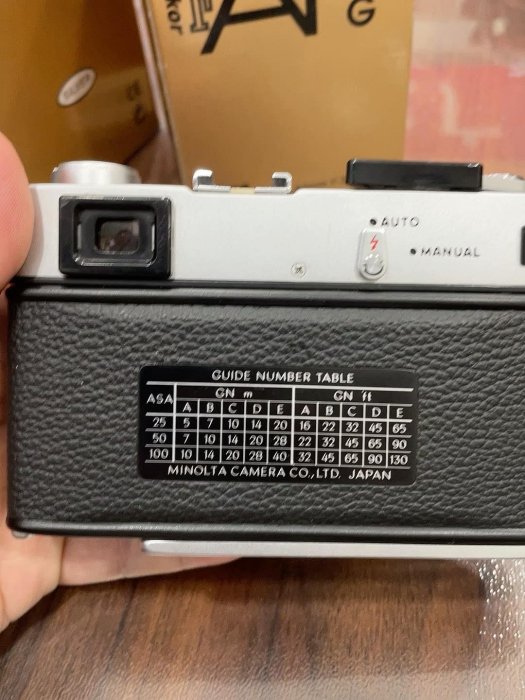 kor
A
G
AUTO
MANUAL
GUIDE NUMBER TABLE
ASA GN m GN ft
A B C D E A B C D E
25 5 7 10 14 20 16 22 32 45 65
50 7 10 14 20 28 22 32 45 65 90
100 10 14 20 28 40 32 45 65 90 130
MINOLTA CAMERA CO., LTD. JAPAN